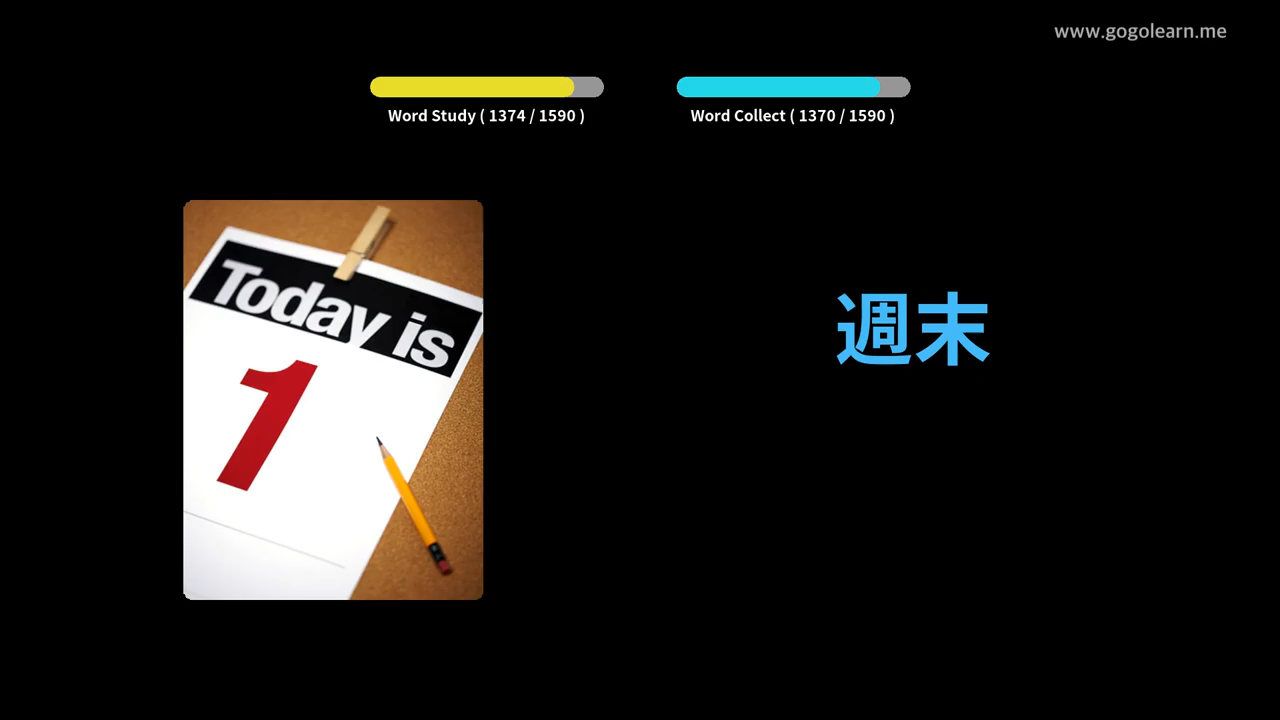 www.gogolearn.me
Word Study ( 1374 / 1590 )
Word Collect ( 1370 / 1590 )
Today is
1
週末